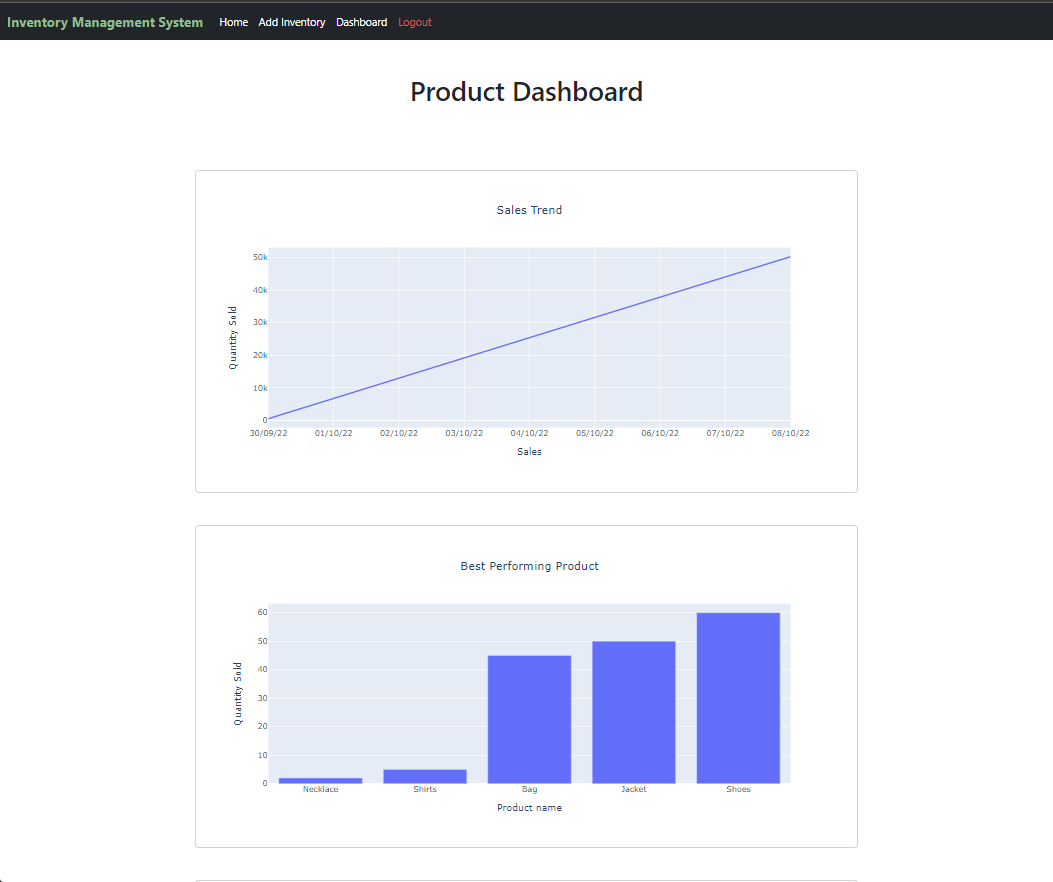 Inventory Management System Home Add Inventory Dashboard Logout
Product Dashboard
Sales Trend
50k
40k
30k
20k
10k
0
Quantity Sold
30/09/22 01/10/22 02/10/22 03/10/22 04/10/22 05/10/22 06/10/22 07/10/22 08/10/22
Sales
Best Performing Product
60
50
40
30
20
10
0
Quantity Sold
Necklace Shirts Bag Jacket Shoes
Product name